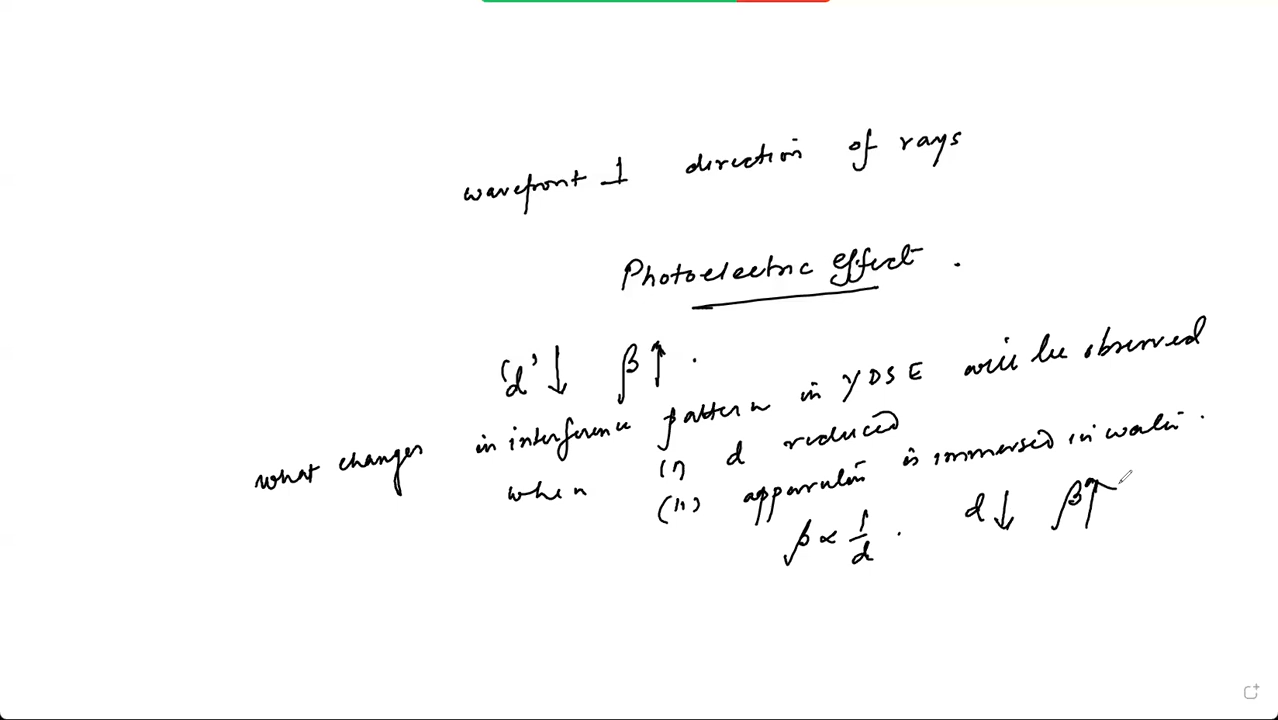 wavefront ⊥ direction of rays
Photoelectric effect .
'd' ↓ β ↑ .
what changes in interference pattern in YDSE will be observed
when (i) d reduced
(ii) apparatus is immersed in water .
β ∝ 1/d . d ↓ β ↑